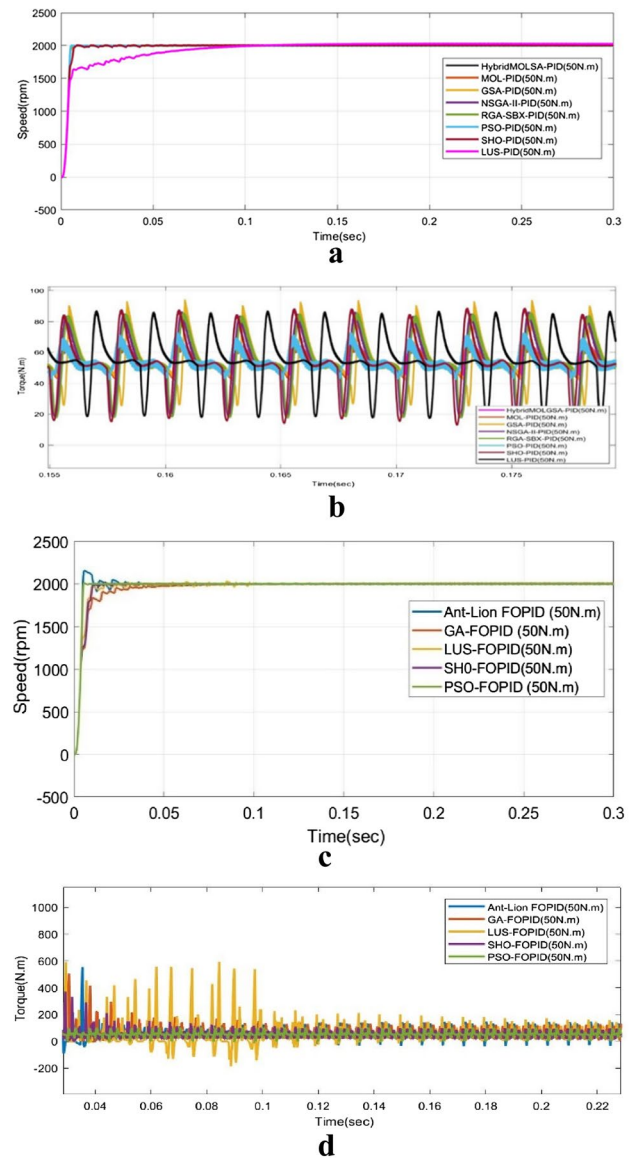 2500
2000
1500
1000
500
0
-500
Speed(rpm)
HybridMOLSA-PID(50N.m)
MOL-PID(50N.m)
GSA-PID(50N.m)
NSGA-II-PID(50N.m)
RGA-SBX-PID(50N.m)
PSO-PID(50N.m)
SHO-PID(50N.m)
LUS-PID(50N.m)
0 0.05 0.1 0.15 0.2 0.25 0.3
Time(sec)
a
100
80
60
40
20
0
Torque(N.m)
HybridMOLGSA-PID(50N.m)
MOL-PID(50N.m)
GSA-PID(50N.m)
NSGA-II-PID(50N.m)
RGA-SBX-PID(50N.m)
PSO-PID(50N.m)
SHO-PID(50N.m)
LUS-PID(50N.m)
0.155 0.16 0.165 0.17 0.175
Time(sec)
b
2500
2000
1500
1000
500
0
-500
Speed(rpm)
Ant-Lion FOPID (50N.m)
GA-FOPID (50N.m)
LUS-FOPID(50N.m)
SH0-FOPID(50N.m)
PSO-FOPID (50N.m)
0 0.05 0.1 0.15 0.2 0.25 0.3
Time(sec)
c
1000
800
600
400
200
0
-200
Torque(N.m)
Ant-Lion FOPID(50N.m)
GA-FOPID(50N.m)
LUS-FOPID(50N.m)
SHO-FOPID(50N.m)
PSO-FOPID(50N.m)
0.04 0.06 0.08 0.1 0.12 0.14 0.16 0.18 0.2 0.22
Time(sec)
d